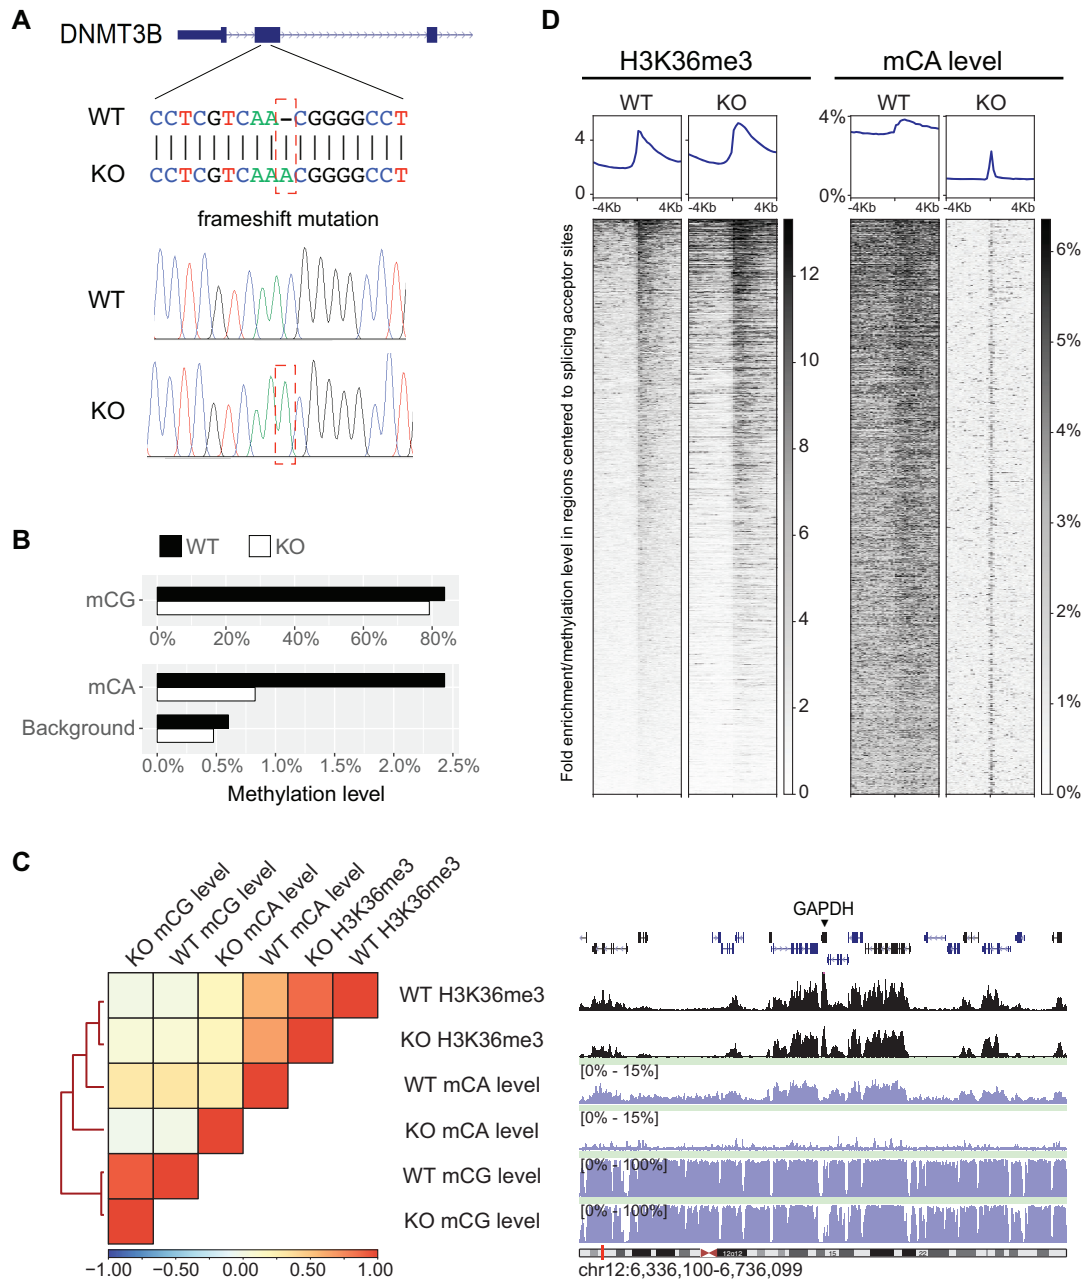 A
DNMT3B
WT
CCTCGTCAA-CGGGGCCT
KO
CCTCGTCAAACGGGGCCT
frameshift mutation
WT
KO
B
WT KO
mCG
0% 20% 40% 60% 80%
mCA
Background
0.0% 0.5% 1.0% 1.5% 2.0% 2.5%
Methylation level
C
KO mCG level
WT mCG level
KO mCA level
WT mCA level
KO H3K36me3
WT H3K36me3
WT H3K36me3
KO H3K36me3
WT mCA level
KO mCA level
WT mCG level
KO mCG level
−1.00 −0.50 0.00 0.50 1.00
D
H3K36me3 mCA level
WT KO WT KO
4
0
4%
0%
-4Kb 4Kb -4Kb 4Kb -4Kb 4Kb -4Kb 4Kb
Fold enrichment/methylation level in regions centered to splicing acceptor sites
12
10
8
6
4
2
0
6%
5%
4%
3%
2%
1%
0%
GAPDH
[0% - 15%]
[0% - 15%]
[0% - 100%]
[0% - 100%]
12q12 15 22
chr12:6,336,100-6,736,099